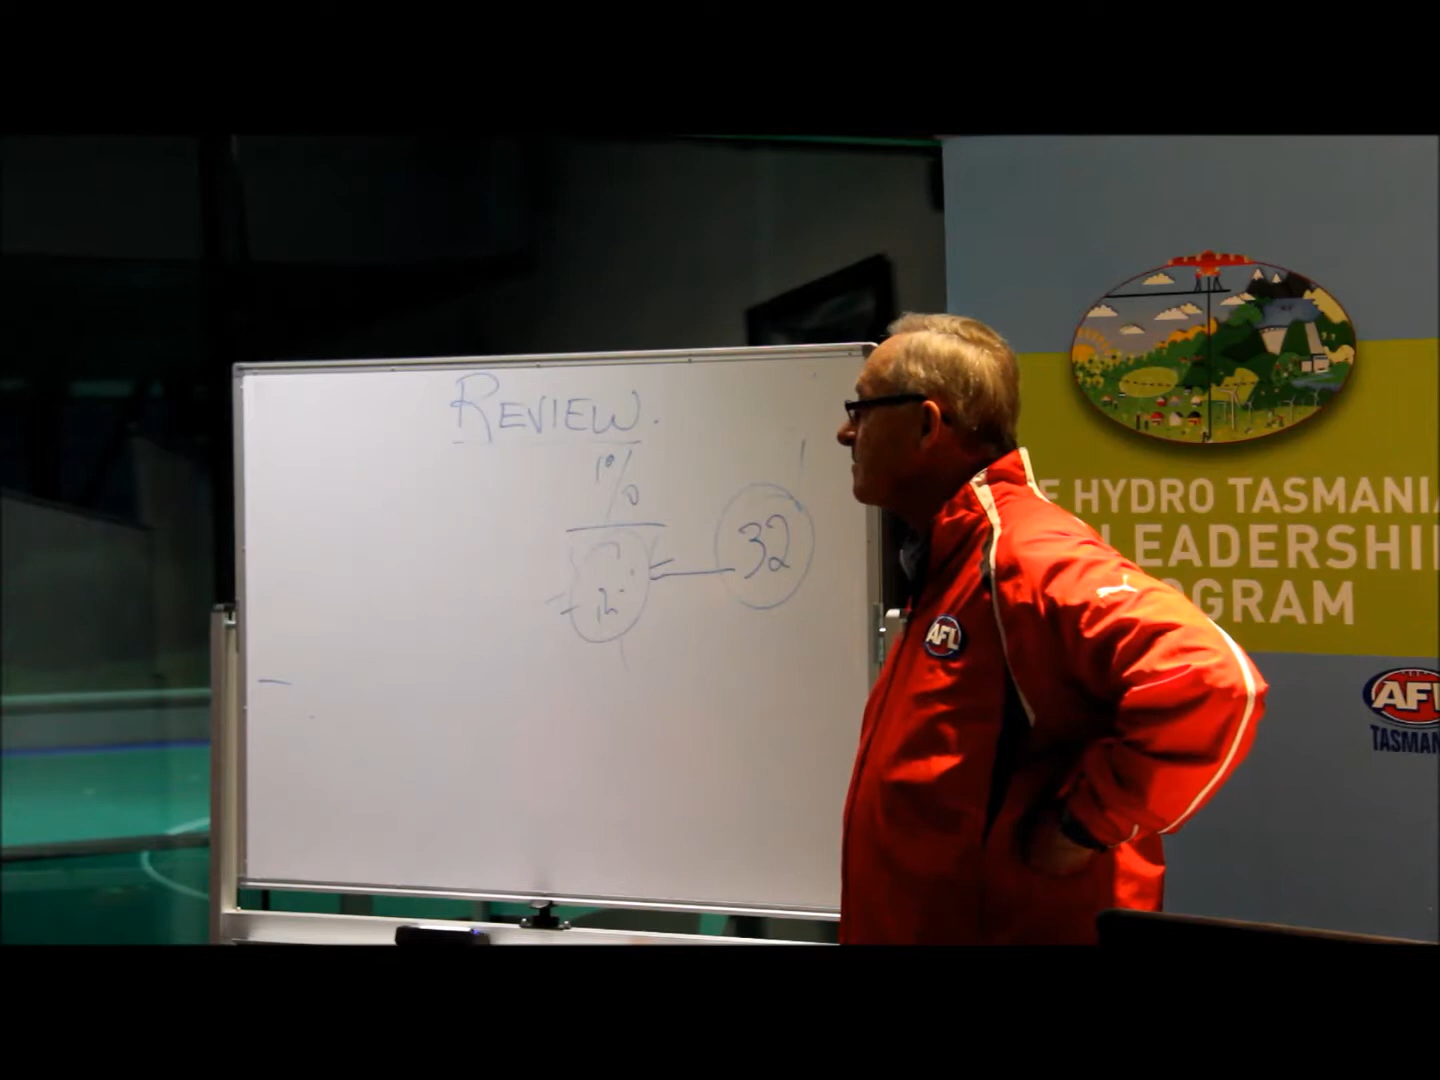 REVIEW.
1%
32
HYDRO TASMANIA
LEADERSHI
GRAM
AFL
AFL
TASMAN